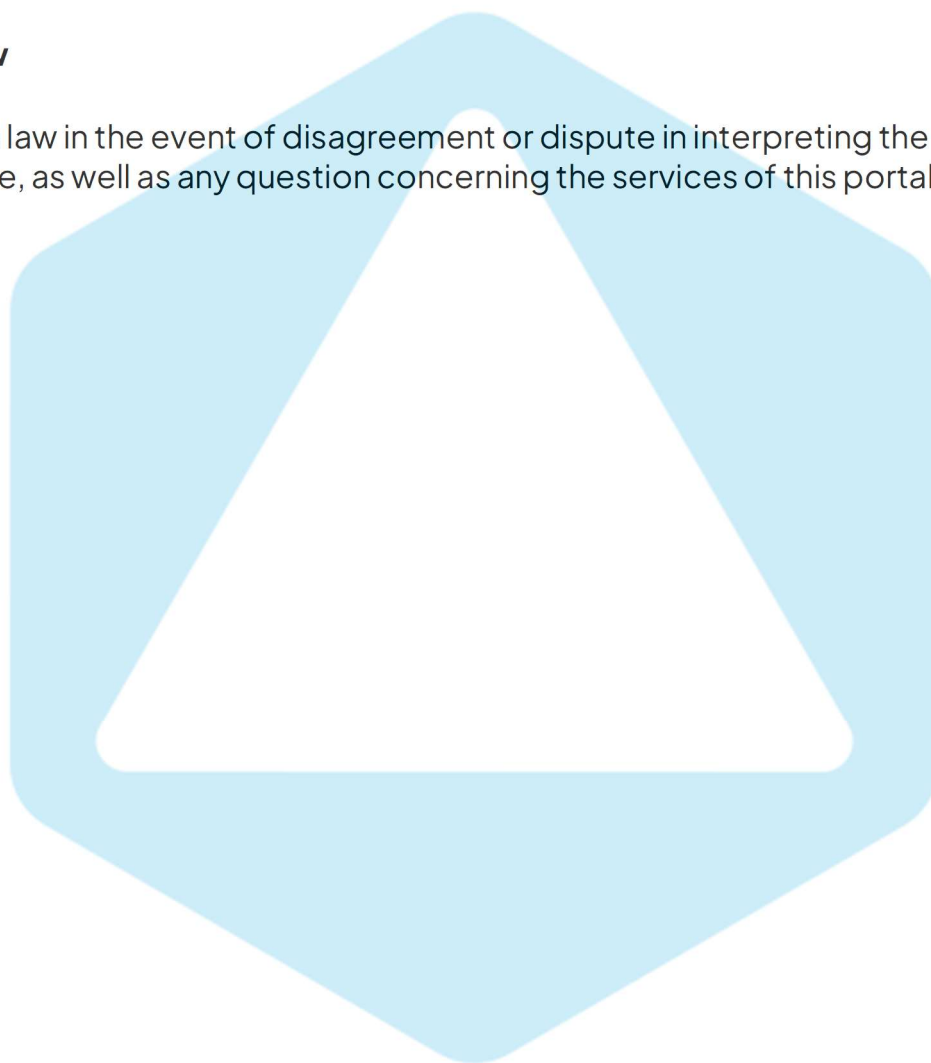 law in the event of disagreement or dispute in interpreting the
as well as any question concerning the services of this portal